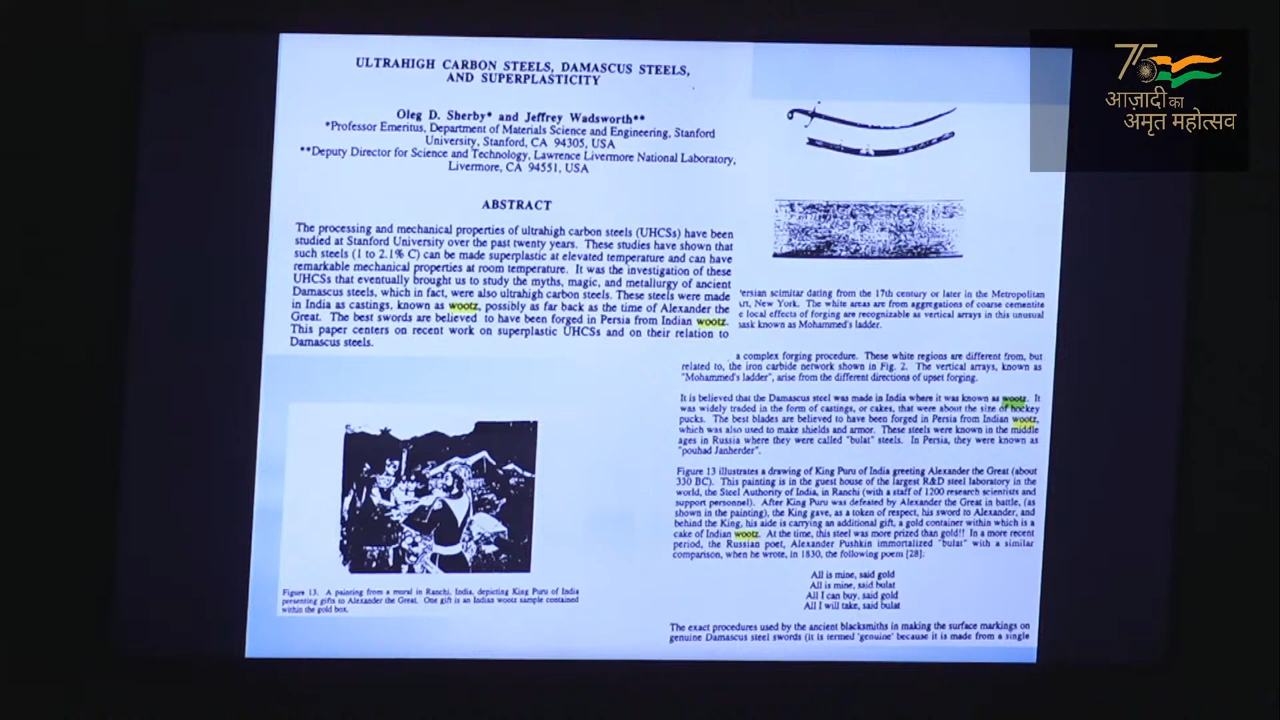 ULTRAHIGH CARBON STEELS, DAMASCUS STEELS,
AND SUPERPLASTICITY
Oleg D. Sherby* and Jeffrey Wadsworth**
*Professor Emeritus, Department of Materials Science and Engineering, Stanford
University, Stanford, CA 94305, USA
**Deputy Director for Science and Technology, Lawrence Livermore National Laboratory,
Livermore, CA 94551, USA
ABSTRACT
The processing and mechanical properties of ultrahigh carbon steels (UHCSs) have been
studied at Stanford University over the past twenty years. These studies have shown that
such steels (1 to 2.1% C) can be made superplastic at elevated temperature and can have
remarkable mechanical properties at room temperature. It was the investigation of these
UHCSs that eventually brought us to study the myths, magic, and metallurgy of ancient
Damascus steels, which in fact, were also ultrahigh carbon steels. These steels were made
in India as castings, known as wootz, possibly as far back as the time of Alexander the
Great. The best swords are believed to have been forged in Persia from Indian wootz.
This paper centers on recent work on superplastic UHCSs and on their relation to
Damascus steels.
Figure 13. A painting from a mural in Ranchi, India, depicting King Puru of India
presenting gifts to Alexander the Great. One gift is an Indian wootz sample contained
within the gold box.
75
आज़ादी का
अमृत महोत्सव
ersian scimitar dating from the 17th century or later in the Metropolitan
rt, New York. The white areas are from aggregations of coarse cementite
e local effects of forging are recognizable as vertical arrays in this unusual
ask known as Mohammed's ladder.
a complex forging procedure. These white regions are different from, but
related to, the iron carbide network shown in Fig. 2. The vertical arrays, known as
"Mohammed's ladder", arise from the different directions of upset forging.
It is believed that the Damascus steel was made in India where it was known as wootz. It
was widely traded in the form of castings, or cakes, that were about the size of hockey
pucks. The best blades are believed to have been forged in Persia from Indian wootz,
which was also used to make shields and armor. These steels were known in the middle
ages in Russia where they were called "bulat" steels. In Persia, they were known as
"pouhad Janherder".
Figure 13 illustrates a drawing of King Puru of India greeting Alexander the Great (about
330 BC). This painting is in the guest house of the largest R&D steel laboratory in the
world, the Steel Authority of India, in Ranchi (with a staff of 1200 research scientists and
support personnel). After King Puru was defeated by Alexander the Great in battle, (as
shown in the painting), the King gave, as a token of respect, his sword to Alexander, and
behind the King, his aide is carrying an additional gift, a gold container within which is a
cake of Indian wootz. At the time, this steel was more prized than gold!! In a more recent
period, the Russian poet, Alexander Pushkin immortalized "bulat" with a similar
comparison, when he wrote, in 1830, the following poem [28]:
All is mine, said gold
All is mine, said bulat
All I can buy, said gold
All I will take, said bulat
The exact procedures used by the ancient blacksmiths in making the surface markings on
genuine Damascus steel swords (it is termed 'genuine' because it is made from a single